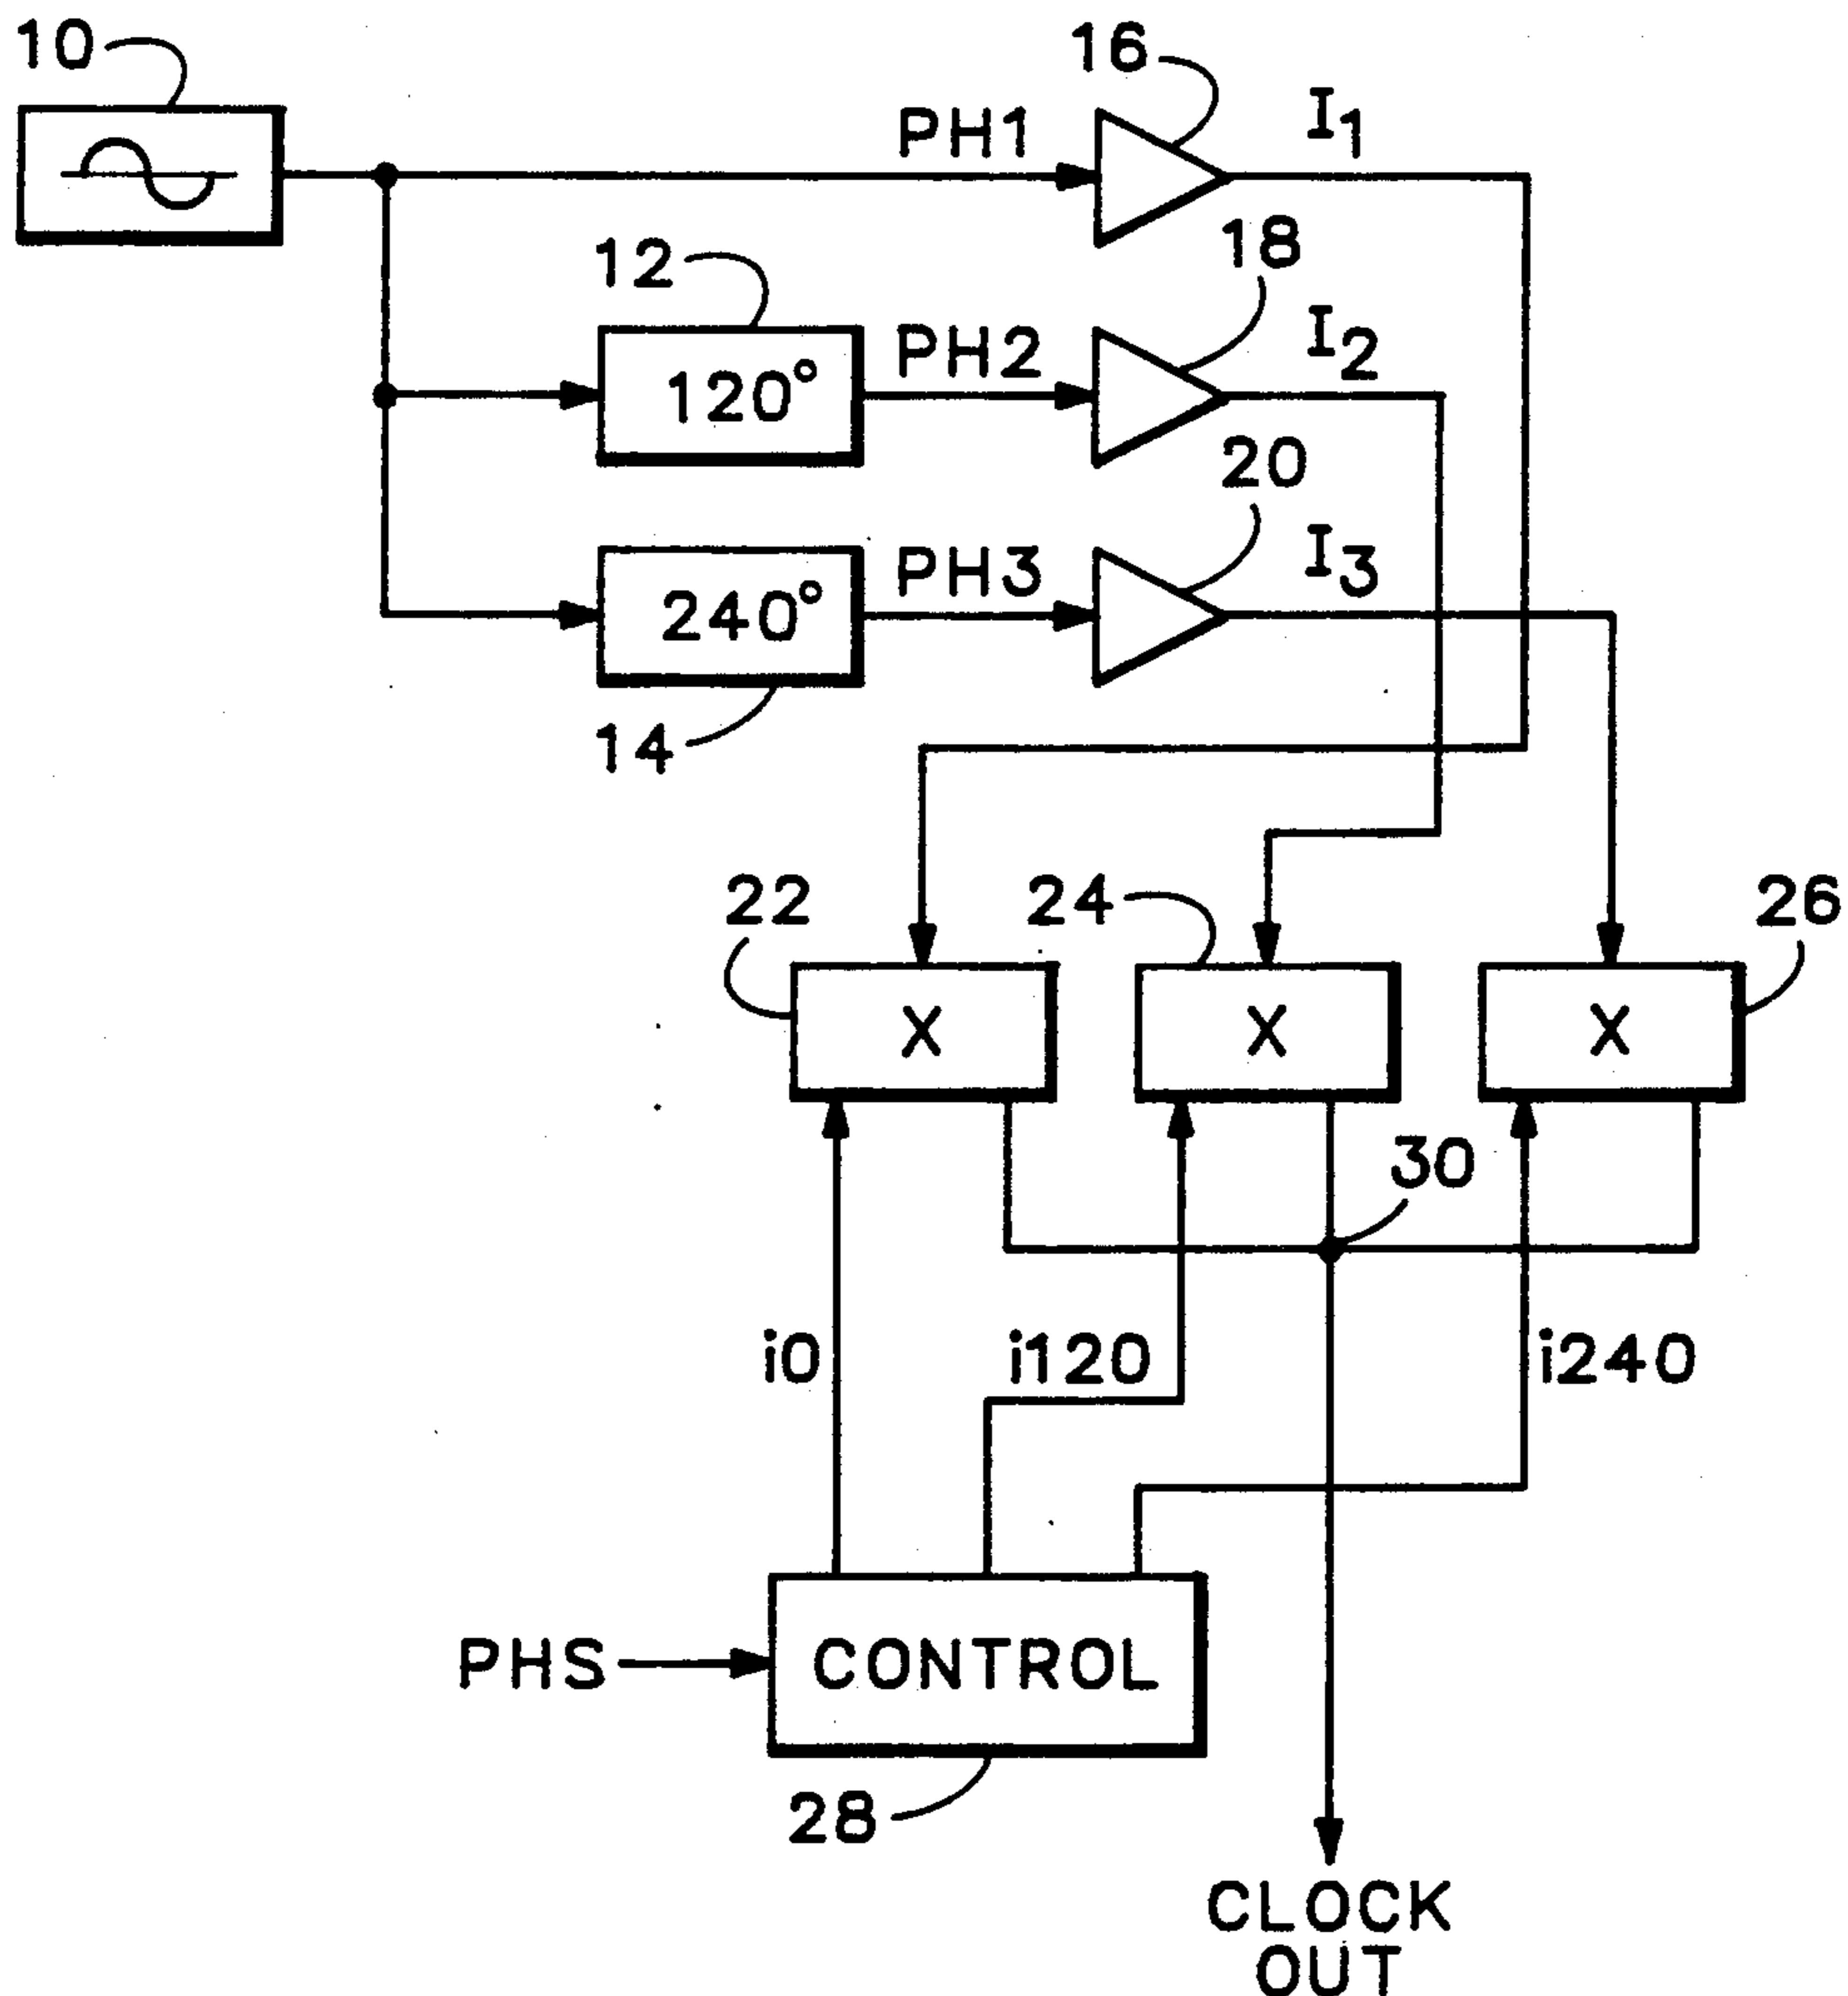 10
16
PH1
I1
12
18
120°
PH2
I2
20
240°
PH3
I3
14
22
24
26
X
X
X
30
i0
i120
i240
PHS
CONTROL
28
CLOCK
OUT